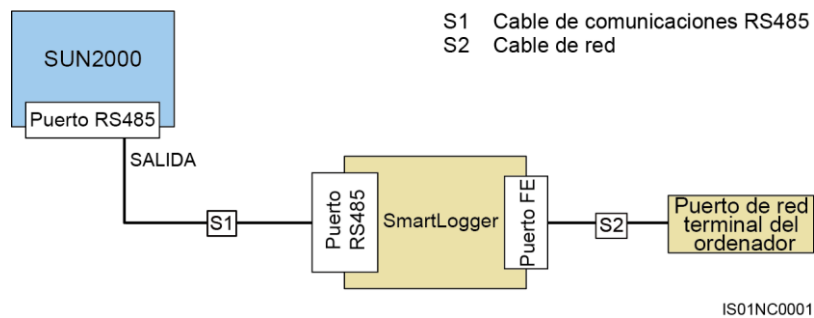 S1 Cable de comunicaciones RS485
S2 Cable de red
SUN2000
Puerto RS485
SALIDA
S1
Puerto
RS485
SmartLogger
Puerto FE
S2
Puerto de red
terminal del
ordenador
IS01NC0001